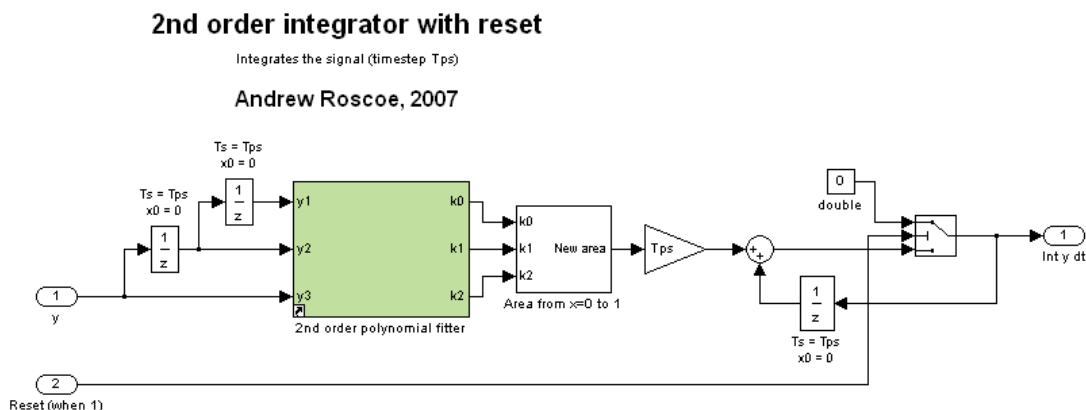 2nd order integrator with reset
Integrates the signal (timestep Tps)
Andrew Roscoe, 2007
Ts = Tps
x0 = 0
1
z
Ts = Tps
x0 = 0
1
z
y1
y2
y3
k0
k1
k2
2nd order polynomial fitter
k0
k1
k2
New area
Area from x=0 to 1
Tps
+
+
0
double
1
Int y dt
1
z
Ts = Tps
x0 = 0
1
y
2
Reset (when 1)